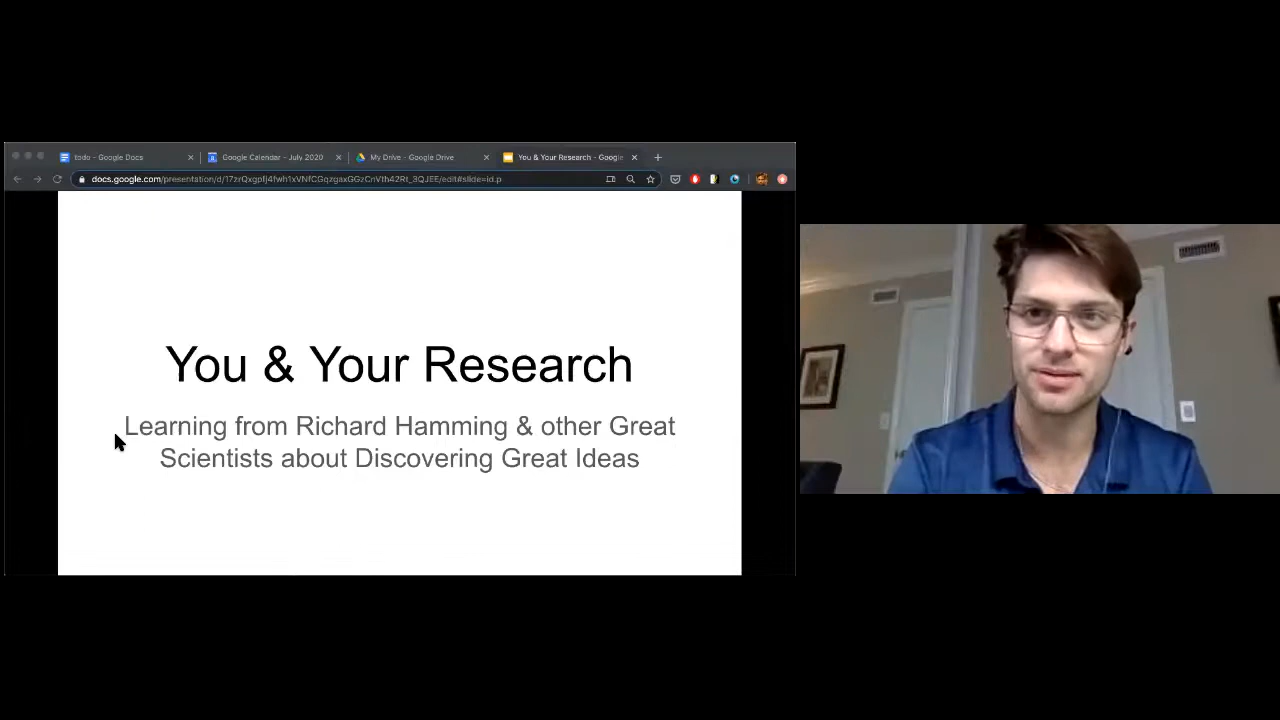 todo - Google Docs
Google Calendar - July 2020
My Drive - Google Drive
You & Your Research - Google
You & Your Research
Learning from Richard Hamming & other Great
Scientists about Discovering Great Ideas